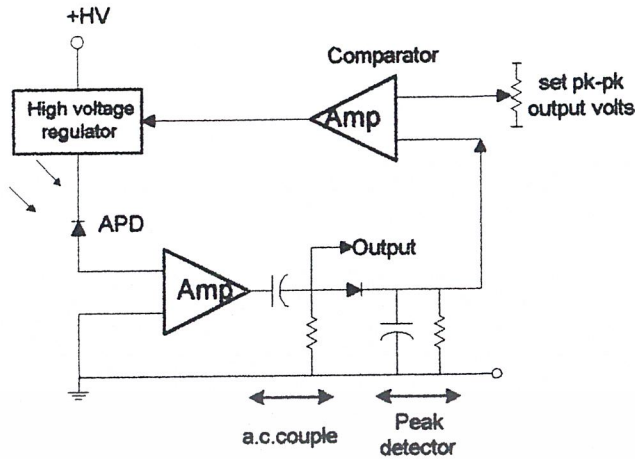 +HV
Comparator
High voltage
regulator
Amp
set pk-pk
output volts
APD
Amp
Output
a.c.couple
Peak
detector